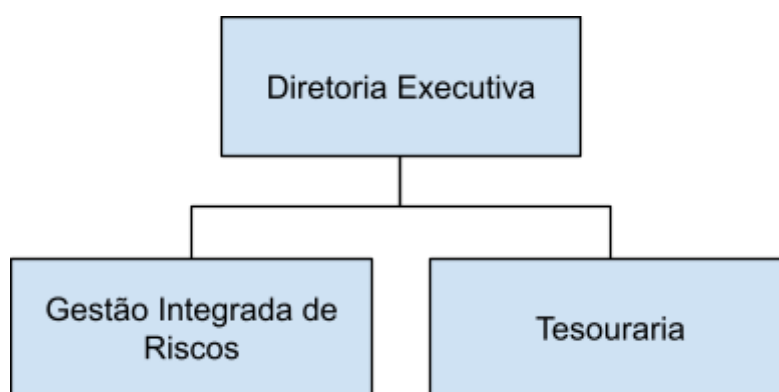 Diretoria Executiva
Gestão Integrada de
Riscos
Tesouraria